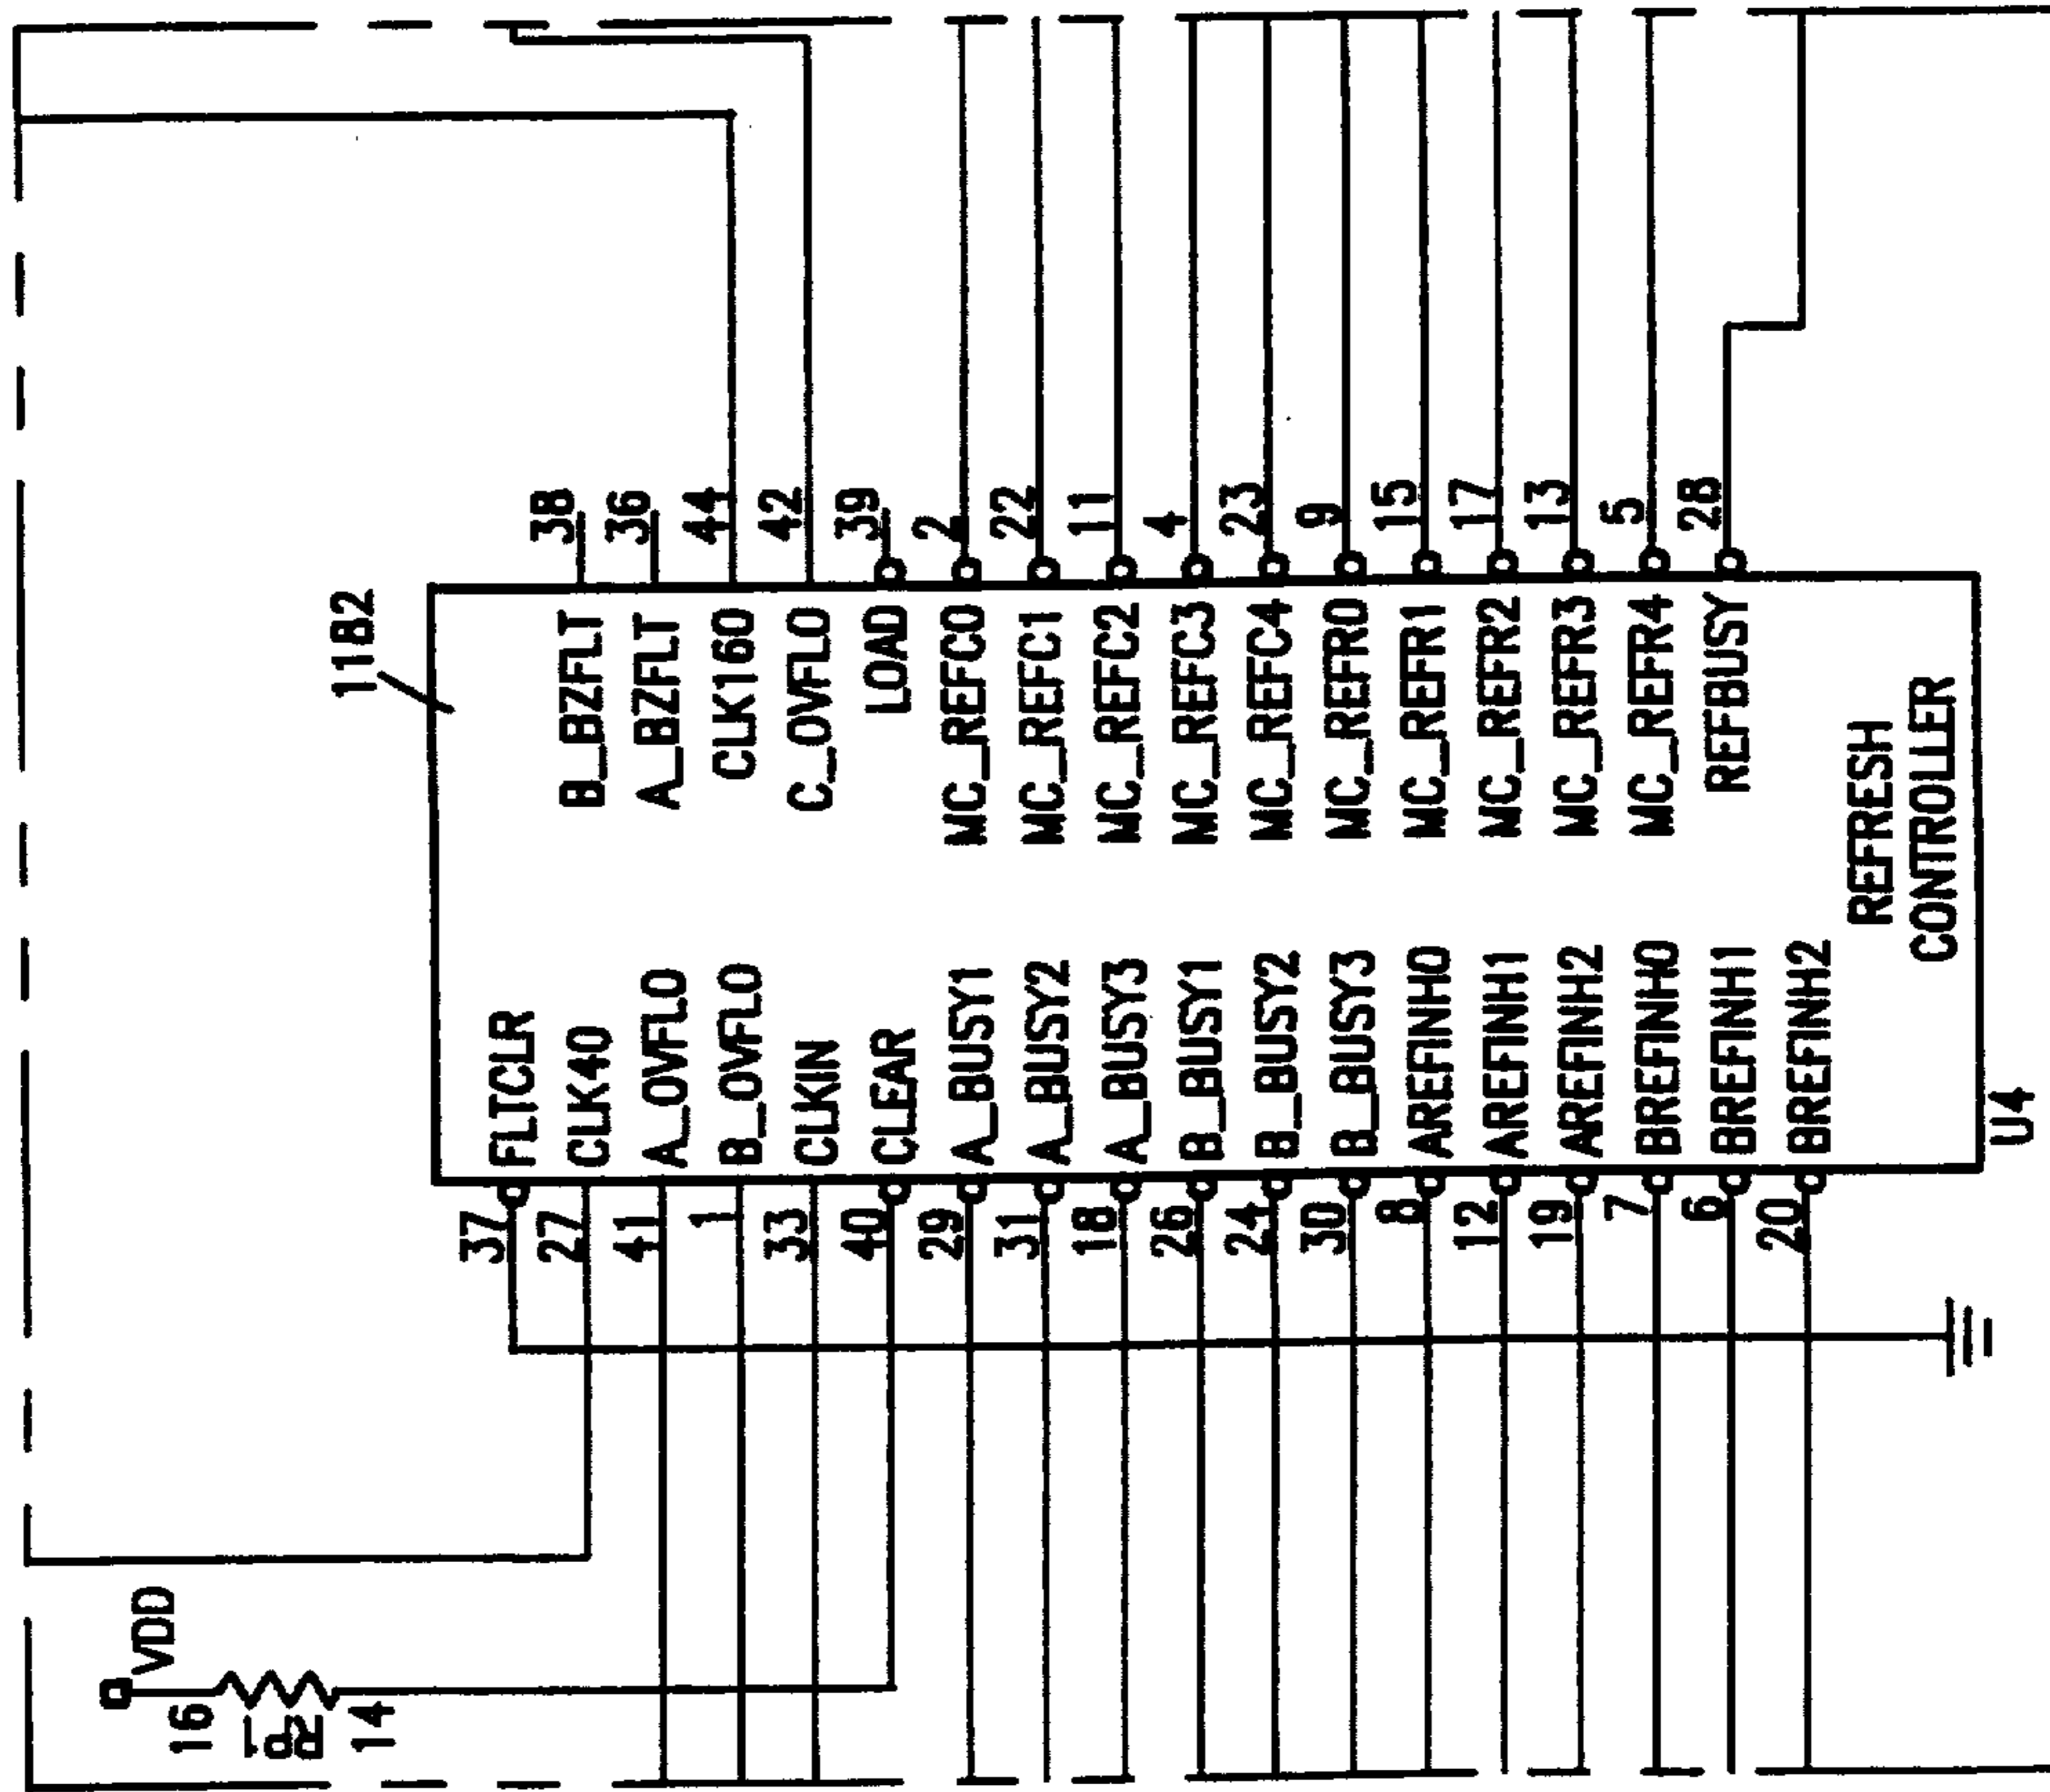 11B2
VDD
16
RP1
14
37 FLTCLR
27 CLK40
41 A_OVFLO
1 B_OVFLO
33 CLKIN
40 CLEAR
29 A_BUSY1
31 A_BUSY2
18 A_BUSY3
26 B_BUSY1
24 B_BUSY2
30 B_BUSY3
8 AREFINH0
12 AREFINH1
19 AREFINH2
7 BREFINH0
6 BREFINH1
20 BREFINH2
B_BZFLT 38
A_BZFLT 36
CLK160 44
C_OVFLO 42
LOAD 39
MC_REFC0 2
MC_REFC1 22
MC_REFC2 11
MC_REFC3 4
MC_REFC4 23
MC_REFR0 9
MC_REFR1 15
MC_REFR2 17
MC_REFR3 13
MC_REFR4 5
REFBUSY 28
REFRESH
CONTROLLER
U4